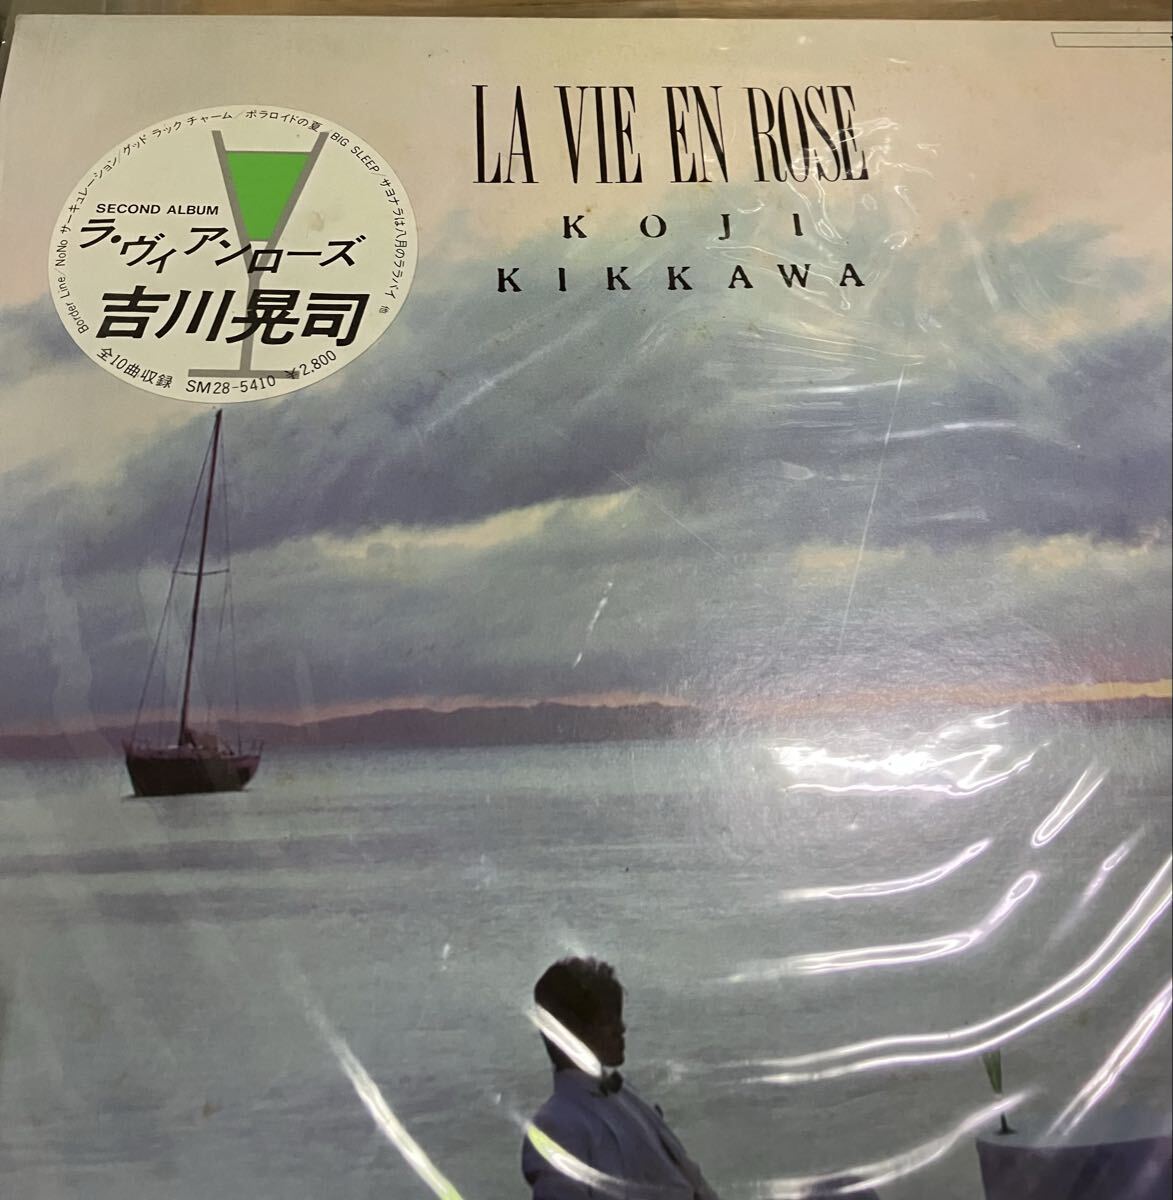 LA VIE EN ROSE
KOJI
KIKKAWA
Border Line/NoNo サーキュレーション/グッド ラック チャーム/ポラロイドの夏 BIG SLEEP/サヨナラは八月のララバイ 他
SECOND ALBUM
ラ・ヴィアンローズ
吉川晃司
全10曲収録 SM28-5410 ¥2,800